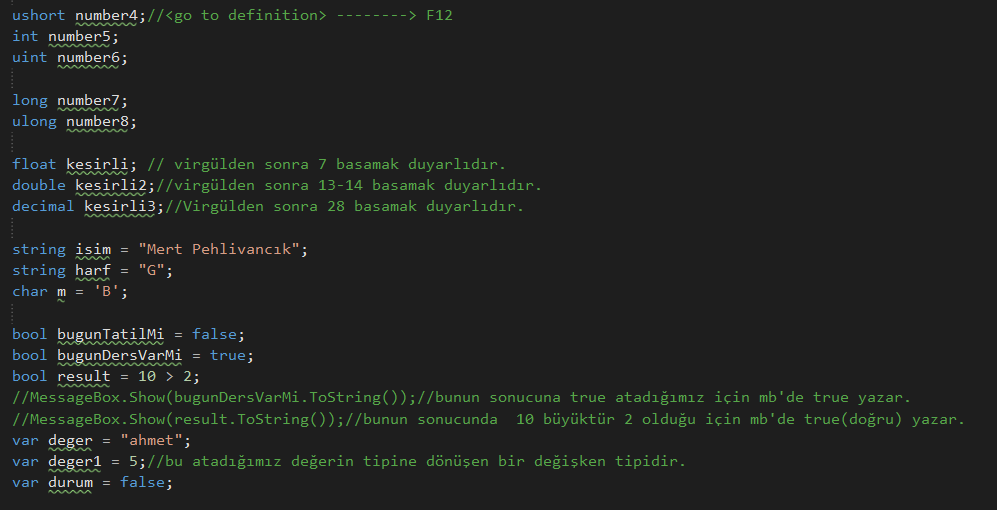 ushort number4;//<go to definition> --------> F12
int number5;
uint number6;
long number7;
ulong number8;
float kesirli; // virgülden sonra 7 basamak duyarlıdır.
double kesirli2;//virgülden sonra 13-14 basamak duyarlıdır.
decimal kesirli3;//Virgülden sonra 28 basamak duyarlıdır.
string isim = "Mert Pehlivancık";
string harf = "G";
char m = 'B';
bool bugunTatilMi = false;
bool bugunDersVarMi = true;
bool result = 10 > 2;
//MessageBox.Show(bugunDersVarMi.ToString());//bunun sonucuna true atadığımız için mb'de true yazar.
//MessageBox.Show(result.ToString());//bunun sonucunda  10 büyüktür 2 olduğu için mb'de true(doğru) yazar.
var deger = "ahmet";
var deger1 = 5;//bu atadığımız değerin tipine dönüşen bir değişken tipidir.
var durum = false;